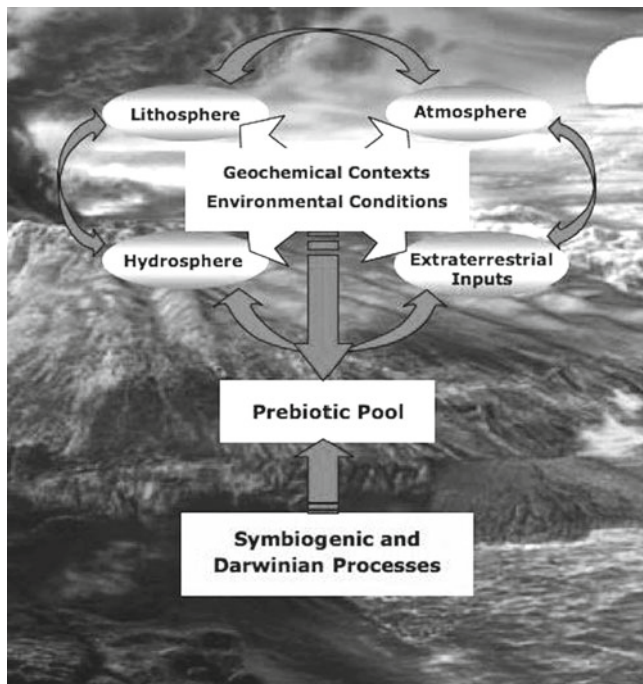 Lithosphere
Atmosphere
Geochemical Contexts
Environmental Conditions
Hydrosphere
Extraterrestrial
Inputs
Prebiotic Pool
Symbiogenic and
Darwinian Processes